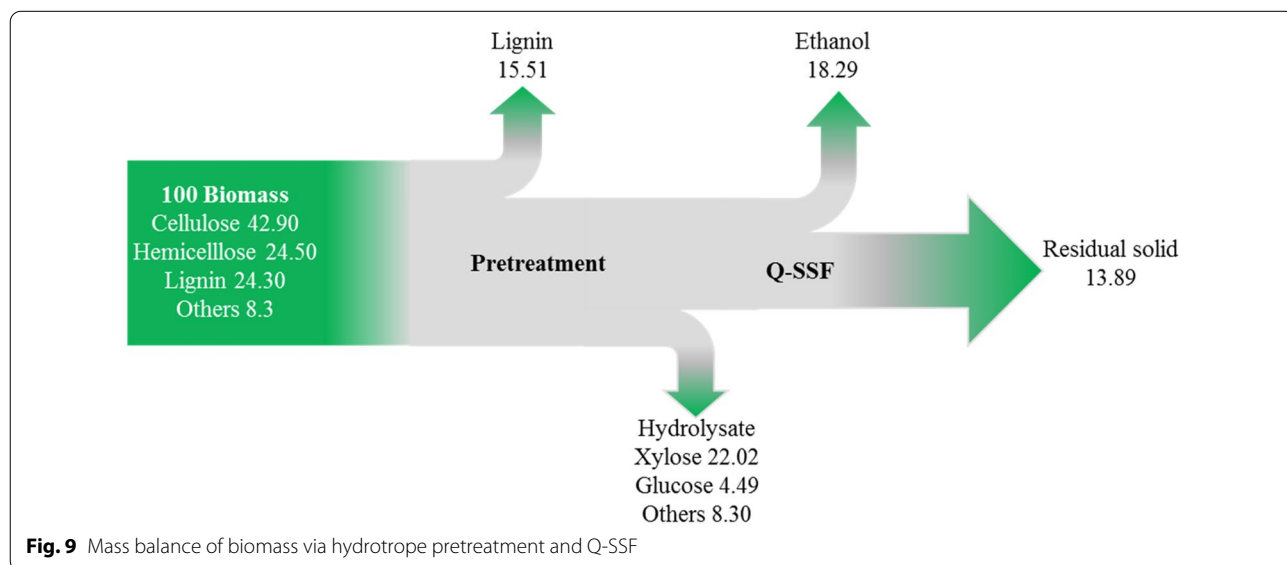 Lignin
15.51
Ethanol
18.29
100 Biomass
Cellulose 42.90
Hemicelllose 24.50
Lignin 24.30
Others 8.3
Pretreatment
Q-SSF
Residual solid
13.89
Hydrolysate
Xylose 22.02
Glucose 4.49
Others 8.30
Fig. 9 Mass balance of biomass via hydrotrope pretreatment and Q-SSF